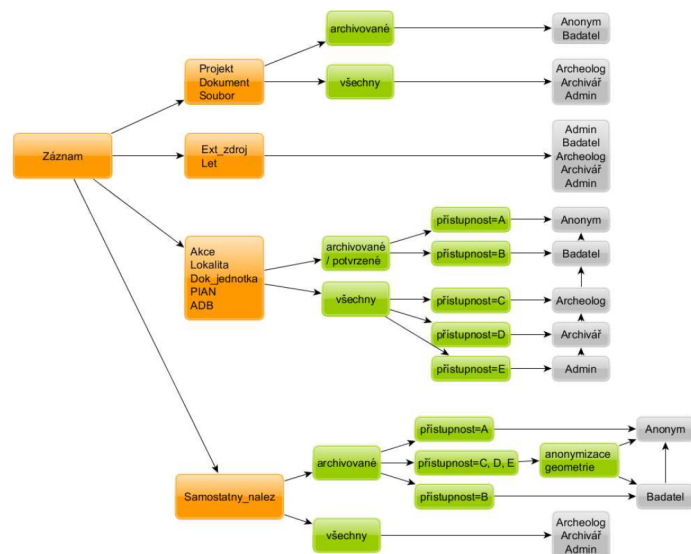 archivované
Anonym
Badatel
Projekt
Dokument
Soubor
všechny
Archeolog
Archivář
Admin
Záznam
Ext_zdroj
Let
Admin
Badatel
Archeolog
Archivář
Admin
Akce
Lokalita
Dok_jednotka
PIAN
ADB
archivované
/ potvrzené
přístupnost=A
Anonym
přístupnost=B
Badatel
všechny
přístupnost=C
Archeolog
přístupnost=D
Archivář
přístupnost=E
Admin
Samostatny_nalez
archivované
přístupnost=A
Anonym
přístupnost=C, D, E
anonymizace
geometrie
přístupnost=B
Badatel
všechny
Archeolog
Archivář
Admin